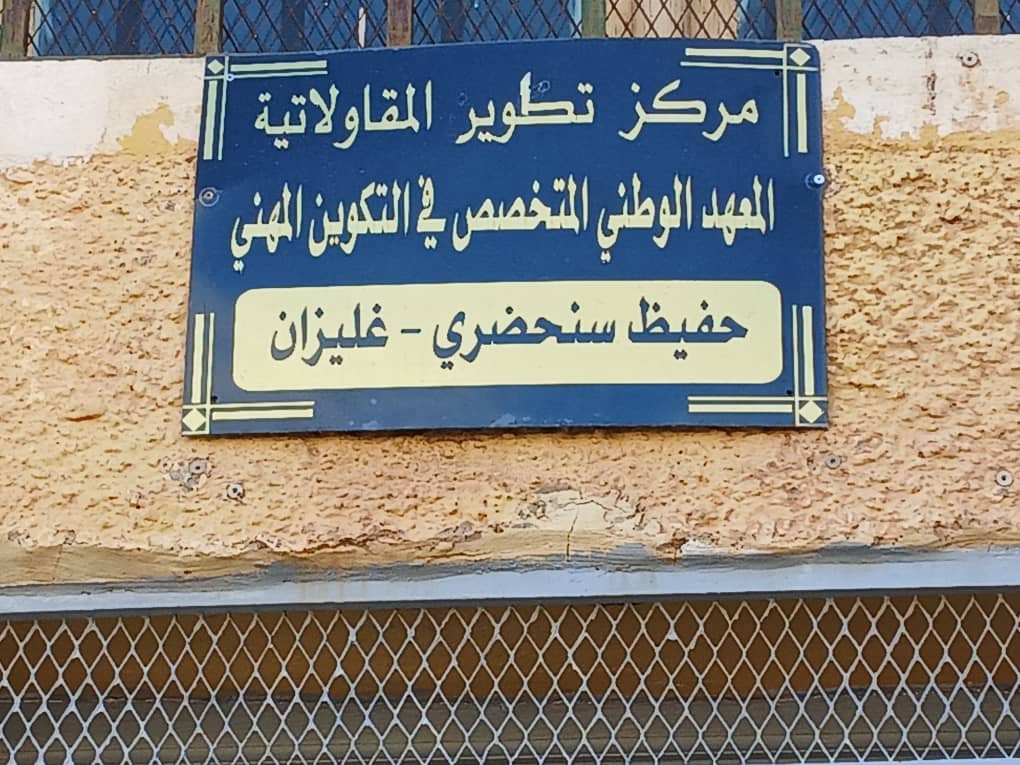 مركز تطوير المقاولاتية
المعهد الوطني المتخصص في التكوين المهني
حفيظ سنحضري - غليزان